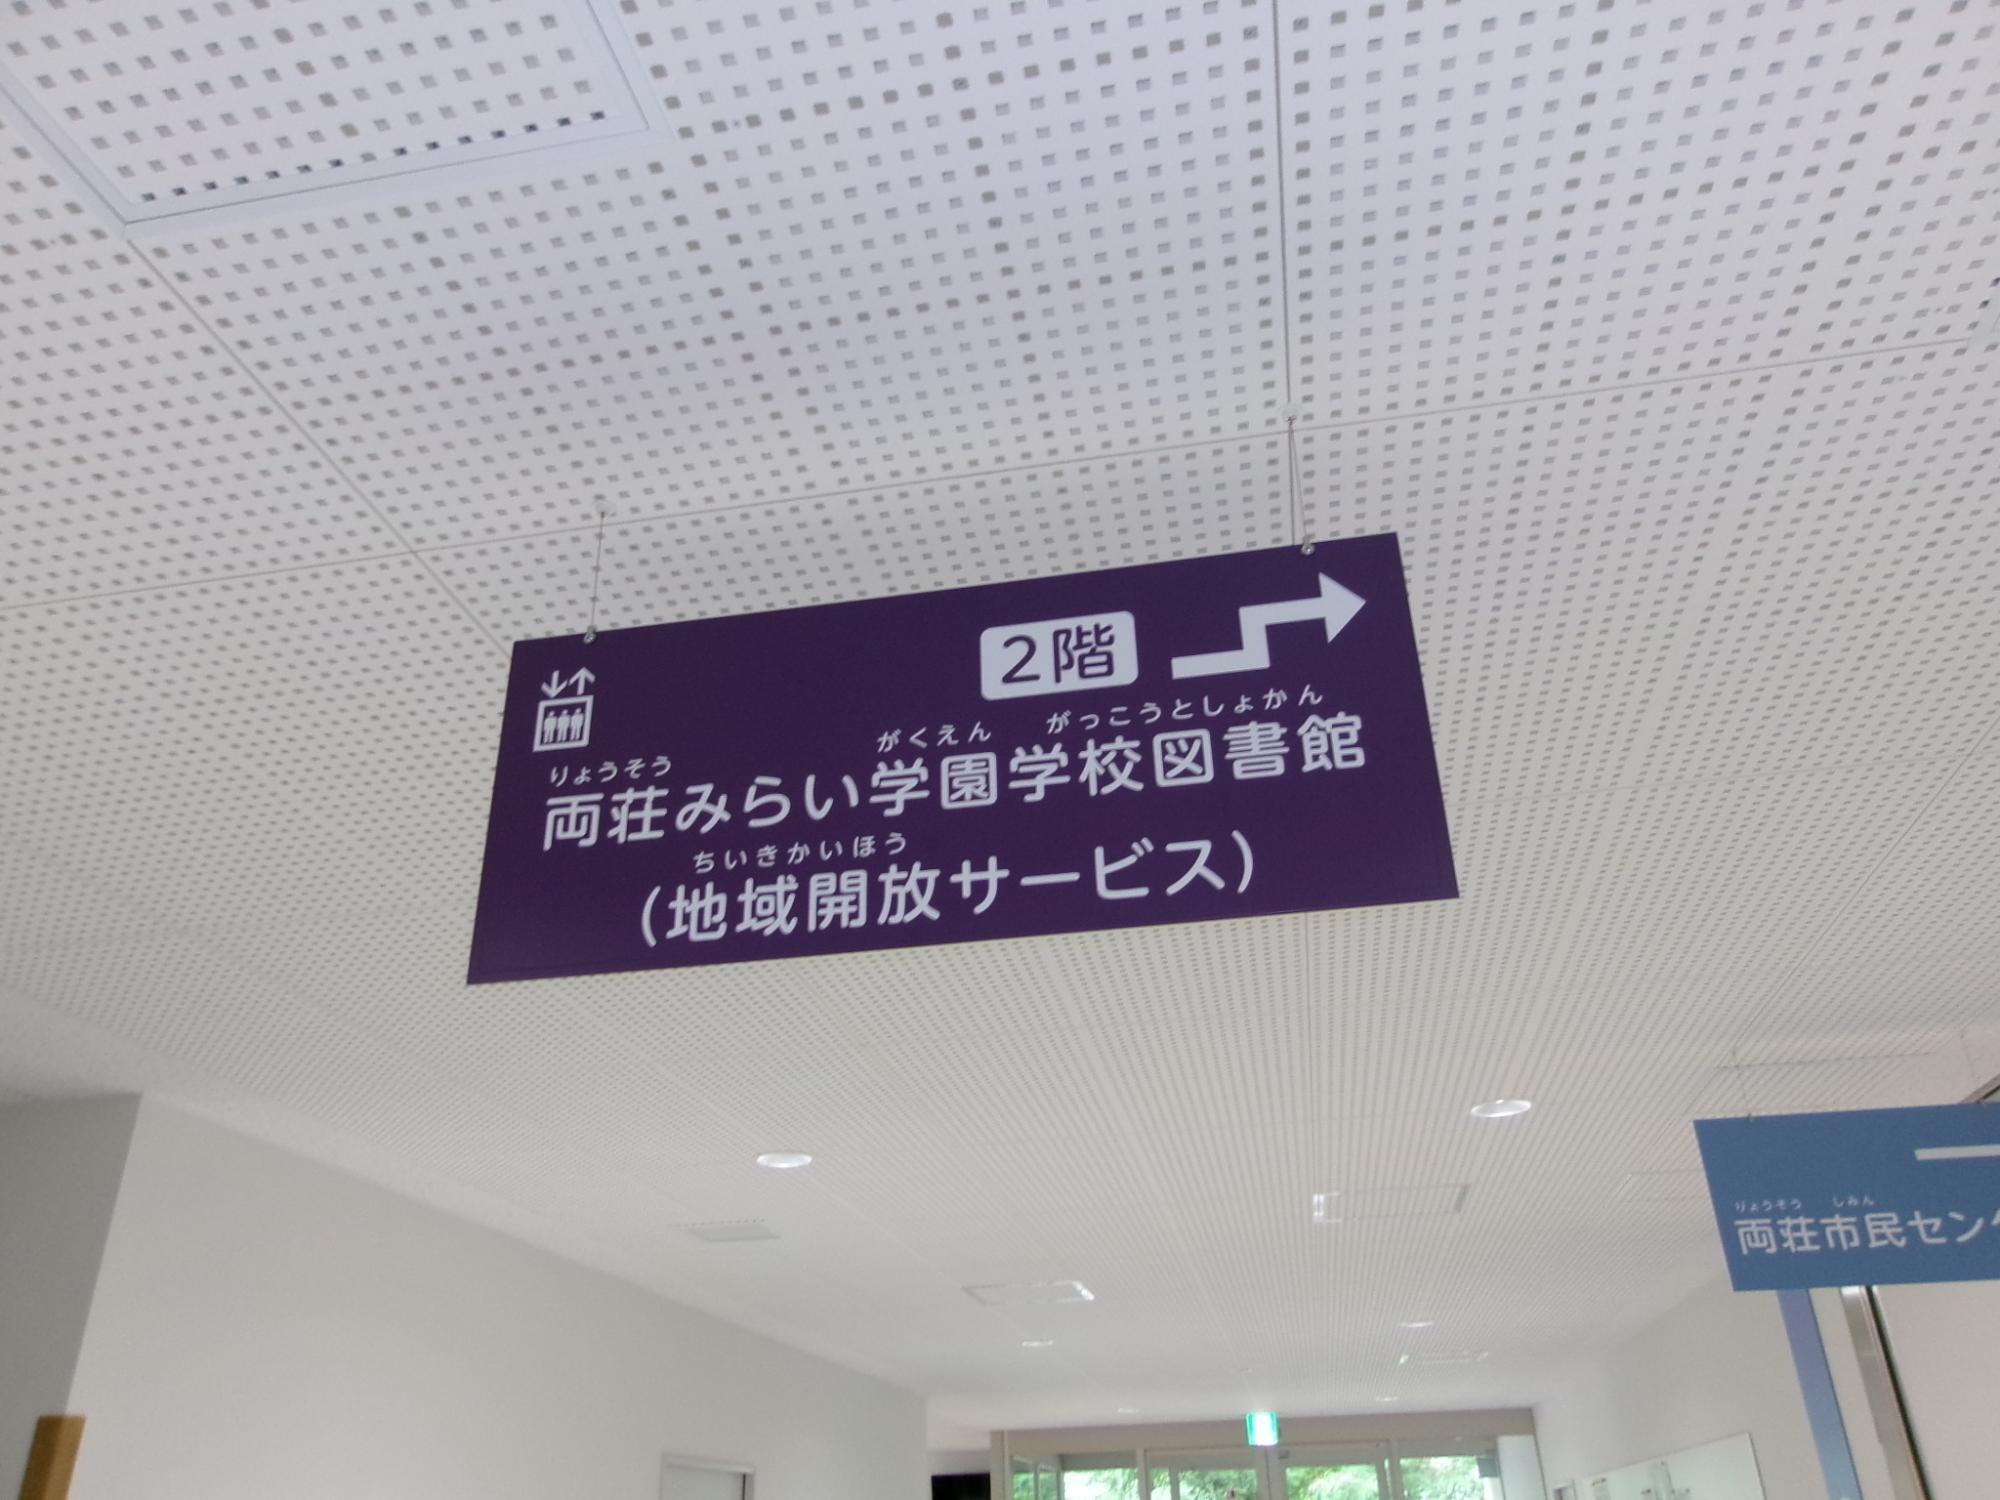 2階
りょうそう がくえん がっこうとしょかん
両荘みらい学園学校図書館
ちいきかいほう
(地域開放サービス)
りょうそう しみん
両荘市民セン